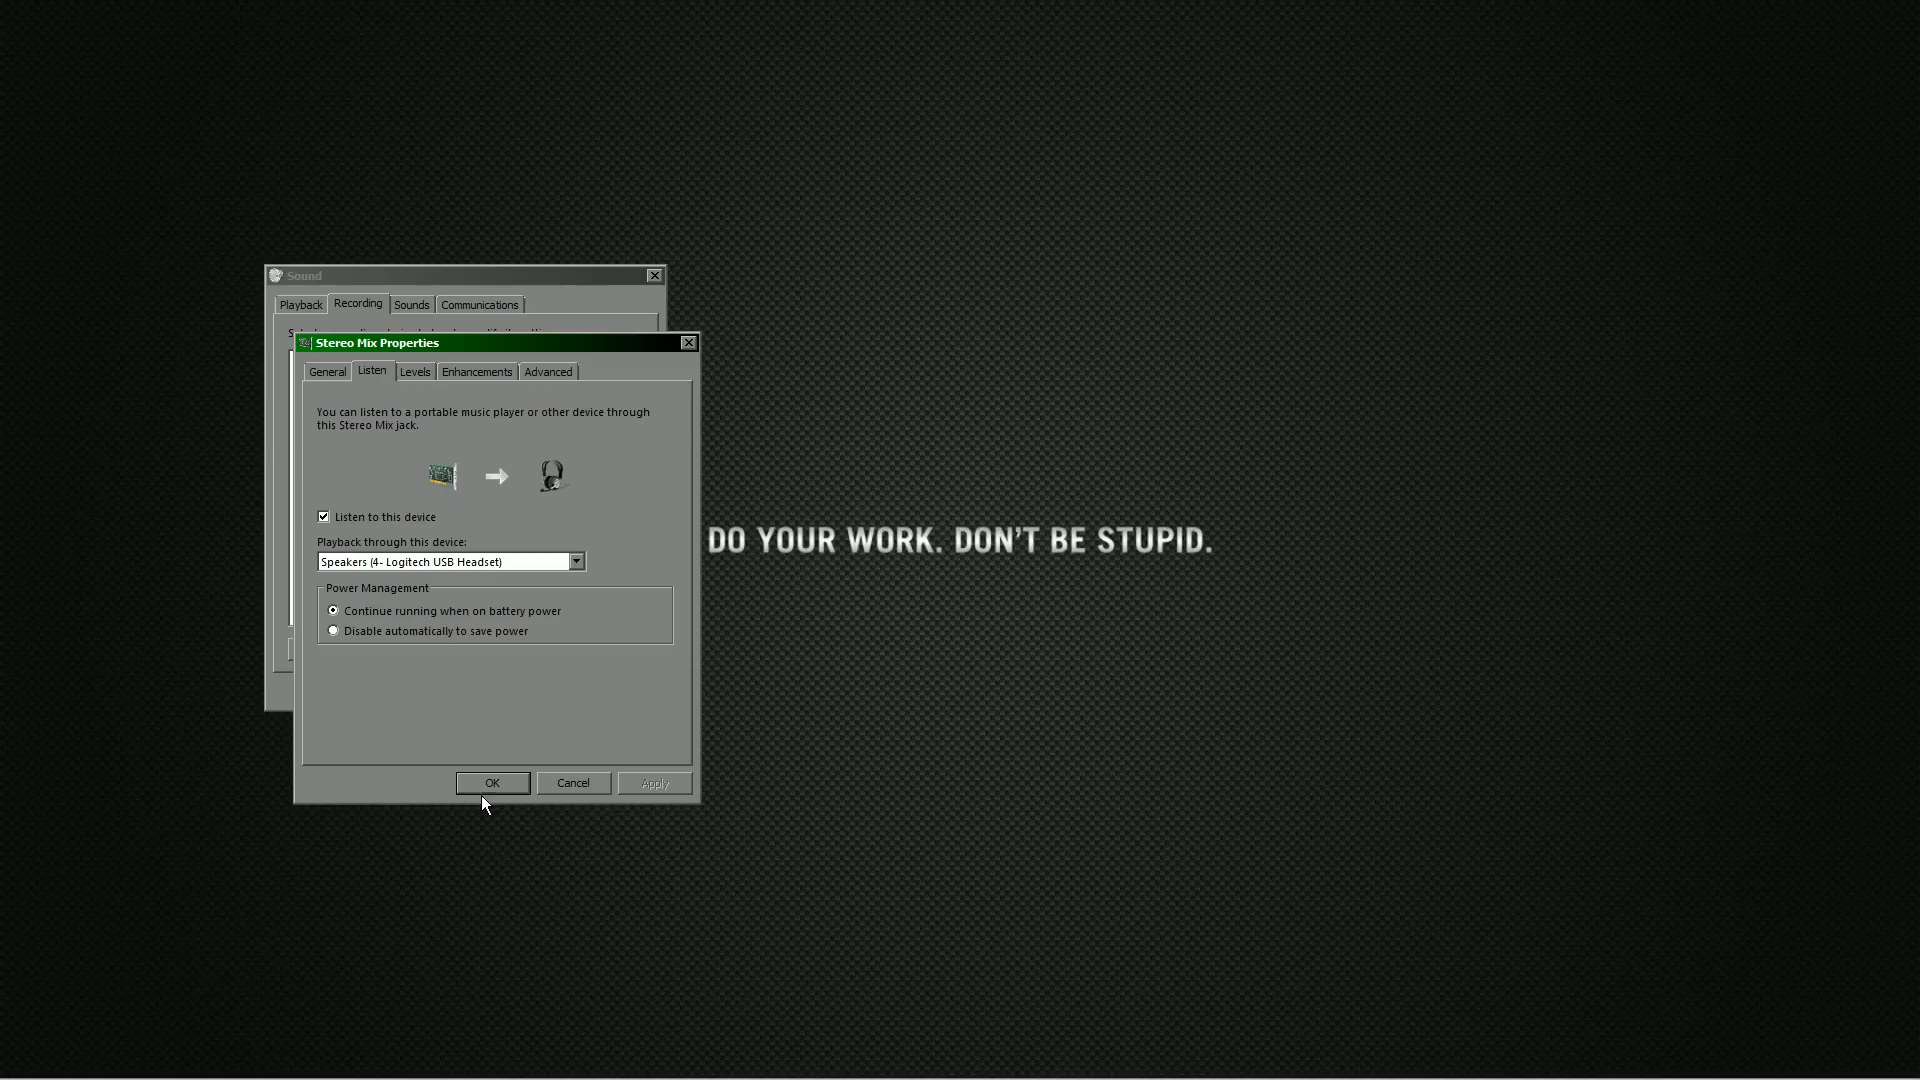 Sound
Playback Recording Sounds Communications
Stereo Mix Properties
General Listen Levels Enhancements Advanced
You can listen to a portable music player or other device through
this Stereo Mix jack.
Listen to this device
Playback through this device:
Speakers (4- Logitech USB Headset)
Power Management
Continue running when on battery power
Disable automatically to save power
OK Cancel Apply
DO YOUR WORK. DON'T BE STUPID.